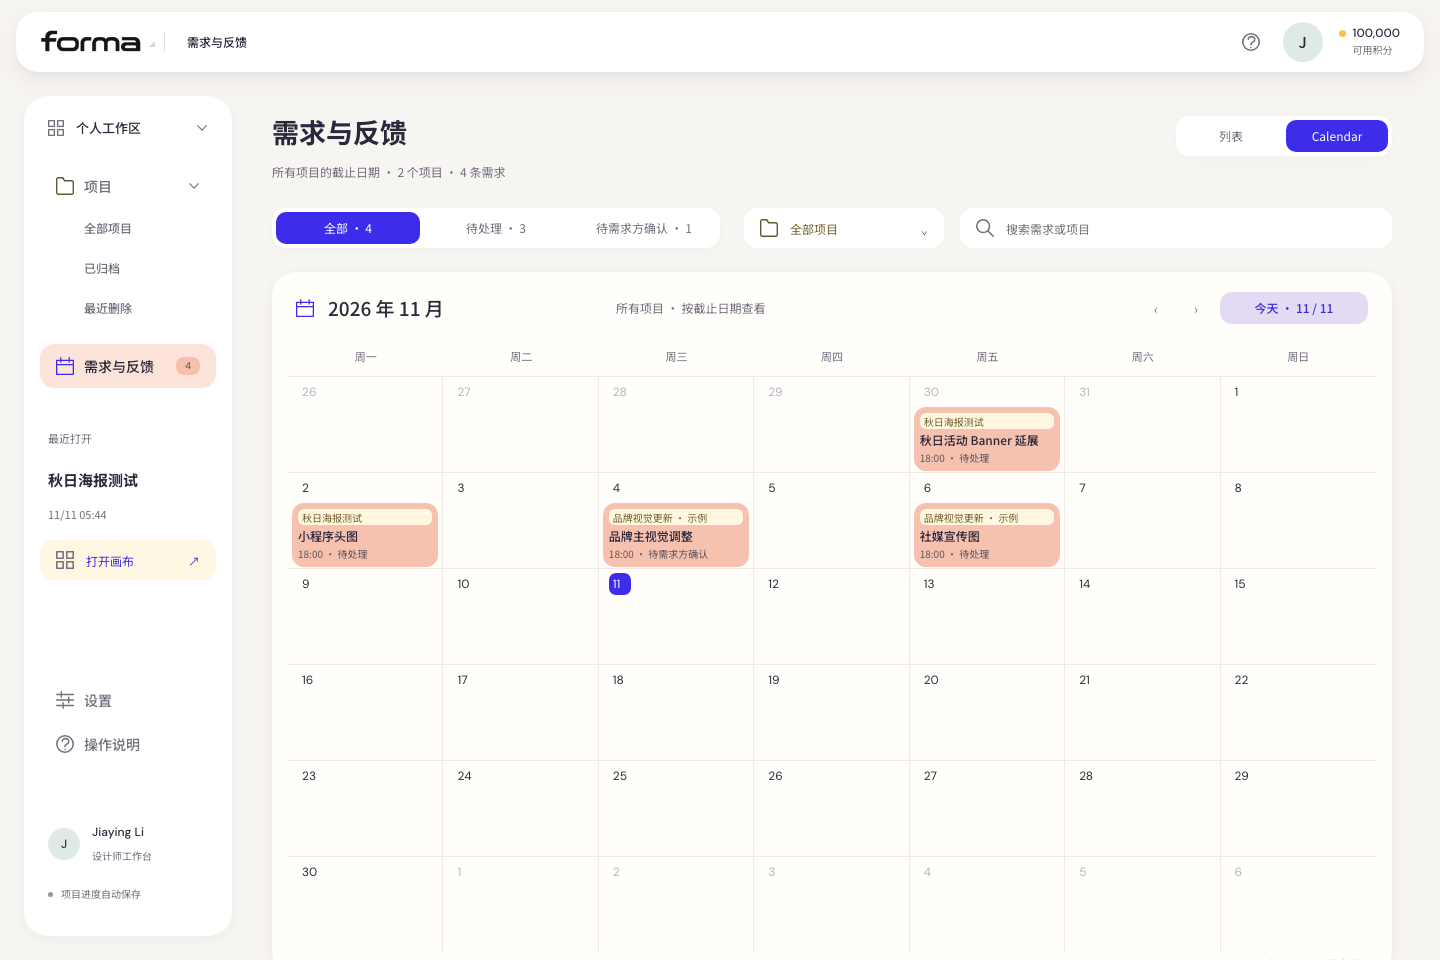 forma
需求与反馈
J
100,000
可用积分
个人工作区
项目
全部项目
已归档
最近删除
需求与反馈 4
最近打开
秋日海报测试
11/11 05:44
打开画布 ↗
设置
操作说明
J
Jiaying Li
设计师工作台
项目进度自动保存
需求与反馈
所有项目的截止日期 · 2 个项目 · 4 条需求
列表 Calendar
全部 · 4 待处理 · 3 待需求方确认 · 1
全部项目
搜索需求或项目
2026 年 11 月
所有项目 · 按截止日期查看
‹ › 今天 · 11 / 11
周一 周二 周三 周四 周五 周六 周日
26 27 28 29 30 31 1
秋日海报测试
秋日活动 Banner 延展
18:00 · 待处理
2 3 4 5 6 7 8
秋日海报测试
小程序头图
18:00 · 待处理
品牌视觉更新 · 示例
品牌主视觉调整
18:00 · 待需求方确认
品牌视觉更新 · 示例
社媒宣传图
18:00 · 待处理
9 10 11 12 13 14 15
16 17 18 19 20 21 22
23 24 25 26 27 28 29
30 1 2 3 4 5 6